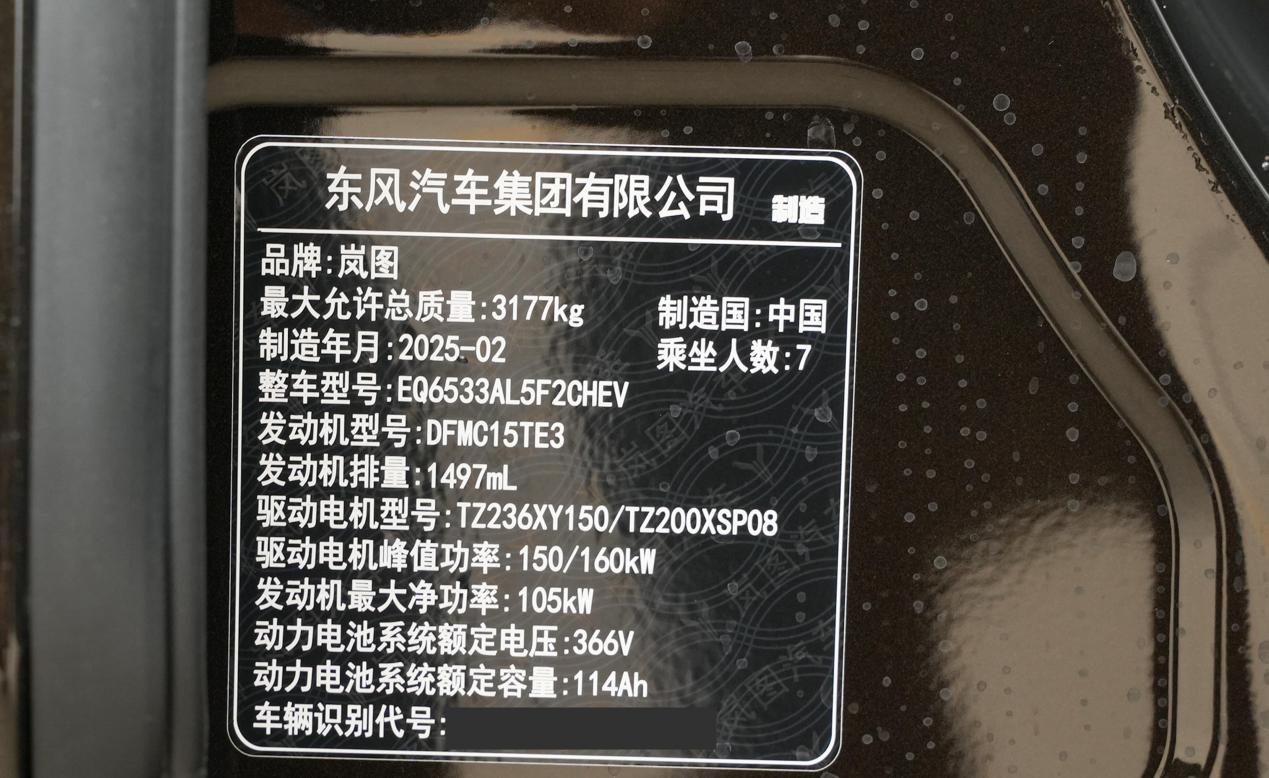 东风汽车集团有限公司 制造
品牌:岚图
最大允许总质量:3177kg 制造国:中国
制造年月:2025-02 乘坐人数:7
整车型号:EQ6533AL5F2CHEV
发动机型号:DFMC15TE3
发动机排量:1497mL
驱动电机型号:TZ236XY150/TZ200XSP08
驱动电机峰值功率:150/160kW
发动机最大净功率:105kW
动力电池系统额定电压:366V
动力电池系统额定容量:114Ah
车辆识别代号: